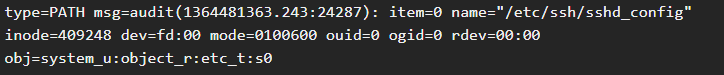 type=PATH msg=audit(1364481363.243:24287): item=0 name="/etc/ssh/sshd_config"
inode=409248 dev=fd:00 mode=0100600 ouid=0 ogid=0 rdev=00:00
obj=system_u:object_r:etc_t:s0